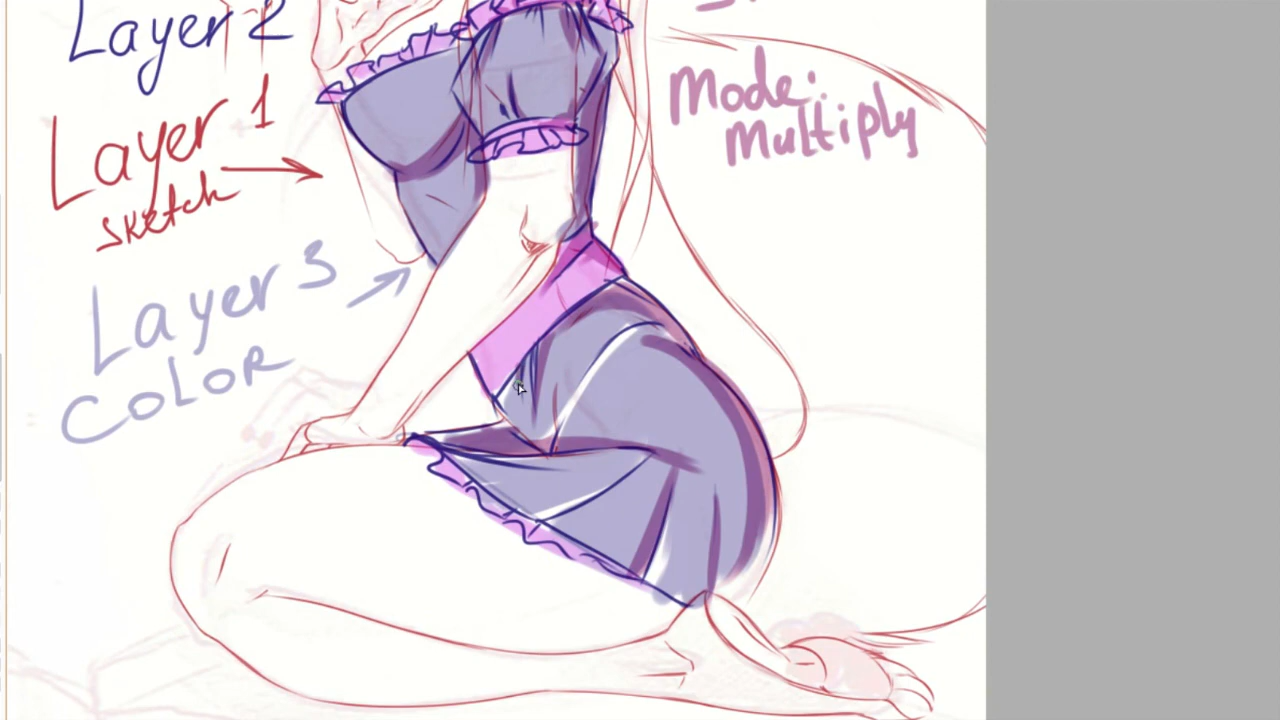 Layer 2
Layer 1
sketch
Layer 3
COLOR
Mode:
Multiply